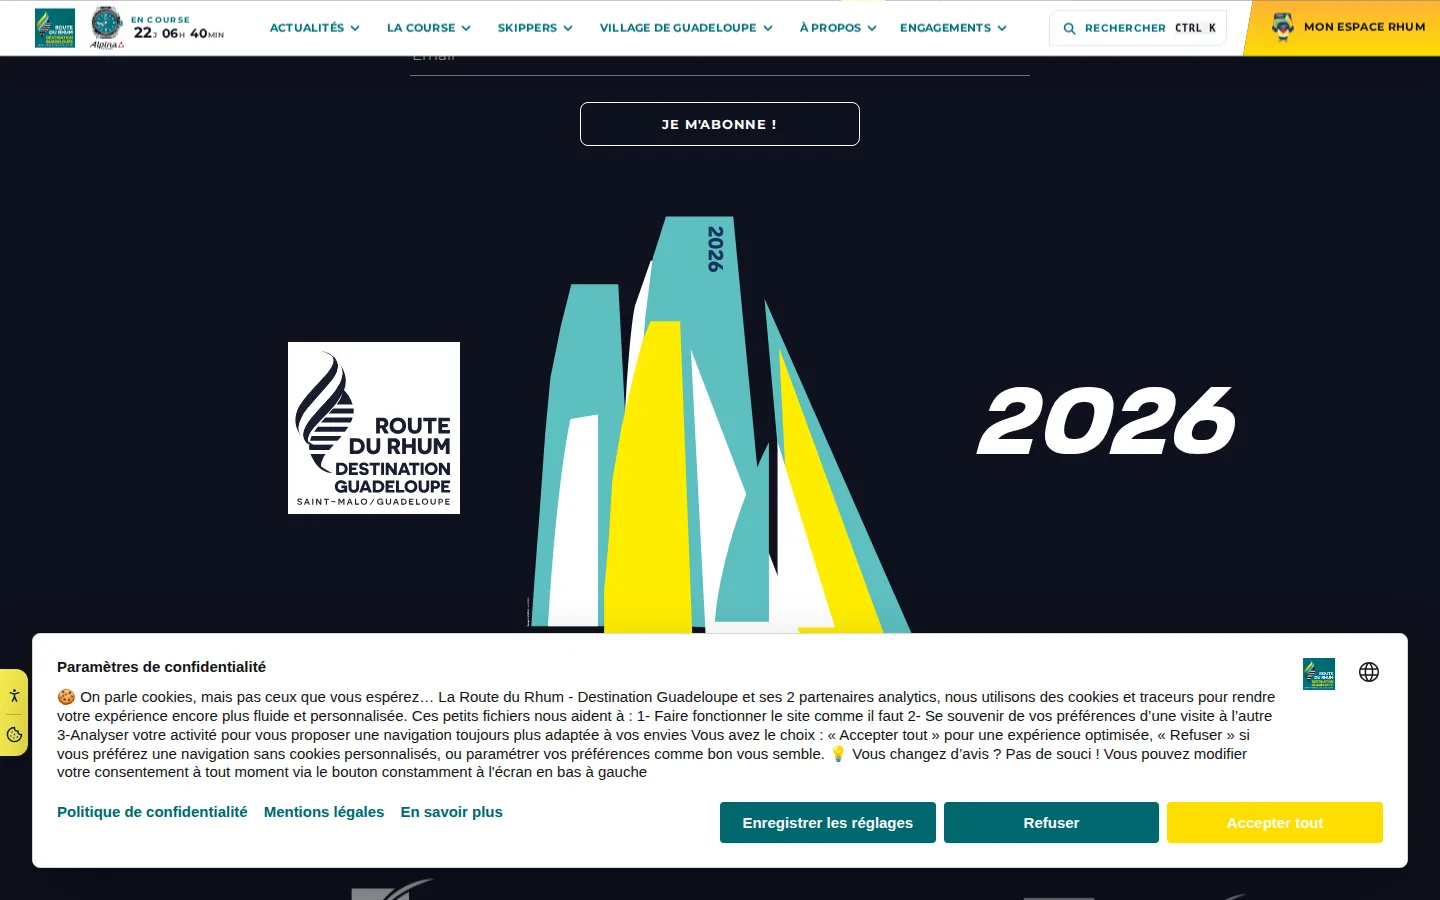 EN COURSE
22J 06H 40MIN
Alpina
ACTUALITÉS
LA COURSE
SKIPPERS
VILLAGE DE GUADELOUPE
À PROPOS
ENGAGEMENTS
RECHERCHER CTRL K
MON ESPACE RHUM
Email
JE M'ABONNE !
2026
ROUTE
DU RHUM
DESTINATION
GUADELOUPE
SAINT-MALO/GUADELOUPE
2026
Paramètres de confidentialité
🍪 On parle cookies, mais pas ceux que vous espérez… La Route du Rhum - Destination Guadeloupe et ses 2 partenaires analytics, nous utilisons des cookies et traceurs pour rendre
votre expérience encore plus fluide et personnalisée. Ces petits fichiers nous aident à : 1- Faire fonctionner le site comme il faut 2- Se souvenir de vos préférences d’une visite à l’autre
3-Analyser votre activité pour vous proposer une navigation toujours plus adaptée à vos envies Vous avez le choix : « Accepter tout » pour une expérience optimisée, « Refuser » si
vous préférez une navigation sans cookies personnalisés, ou paramétrer vos préférences comme bon vous semble. 💡 Vous changez d’avis ? Pas de souci ! Vous pouvez modifier
votre consentement à tout moment via le bouton constamment à l'écran en bas à gauche
Politique de confidentialité
Mentions légales
En savoir plus
Enregistrer les réglages
Refuser
Accepter tout